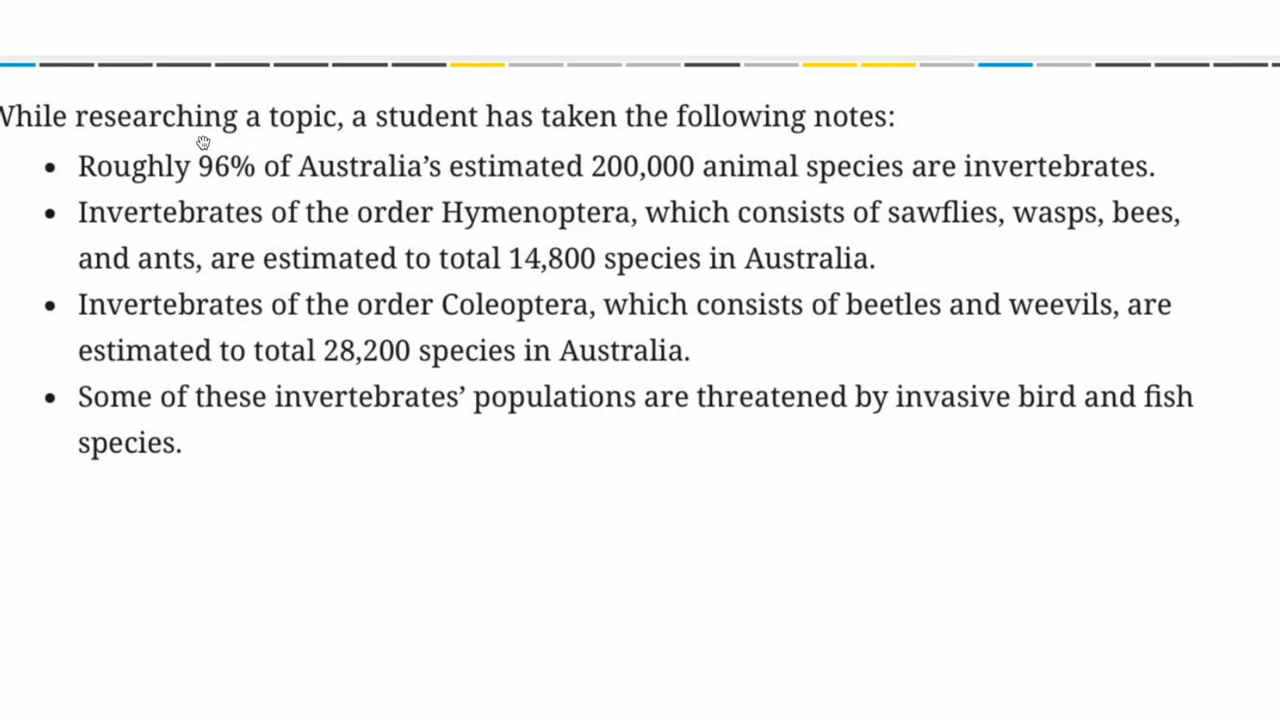 While researching a topic, a student has taken the following notes:
• Roughly 96% of Australia’s estimated 200,000 animal species are invertebrates.
• Invertebrates of the order Hymenoptera, which consists of sawflies, wasps, bees,
and ants, are estimated to total 14,800 species in Australia.
• Invertebrates of the order Coleoptera, which consists of beetles and weevils, are
estimated to total 28,200 species in Australia.
• Some of these invertebrates’ populations are threatened by invasive bird and fish
species.